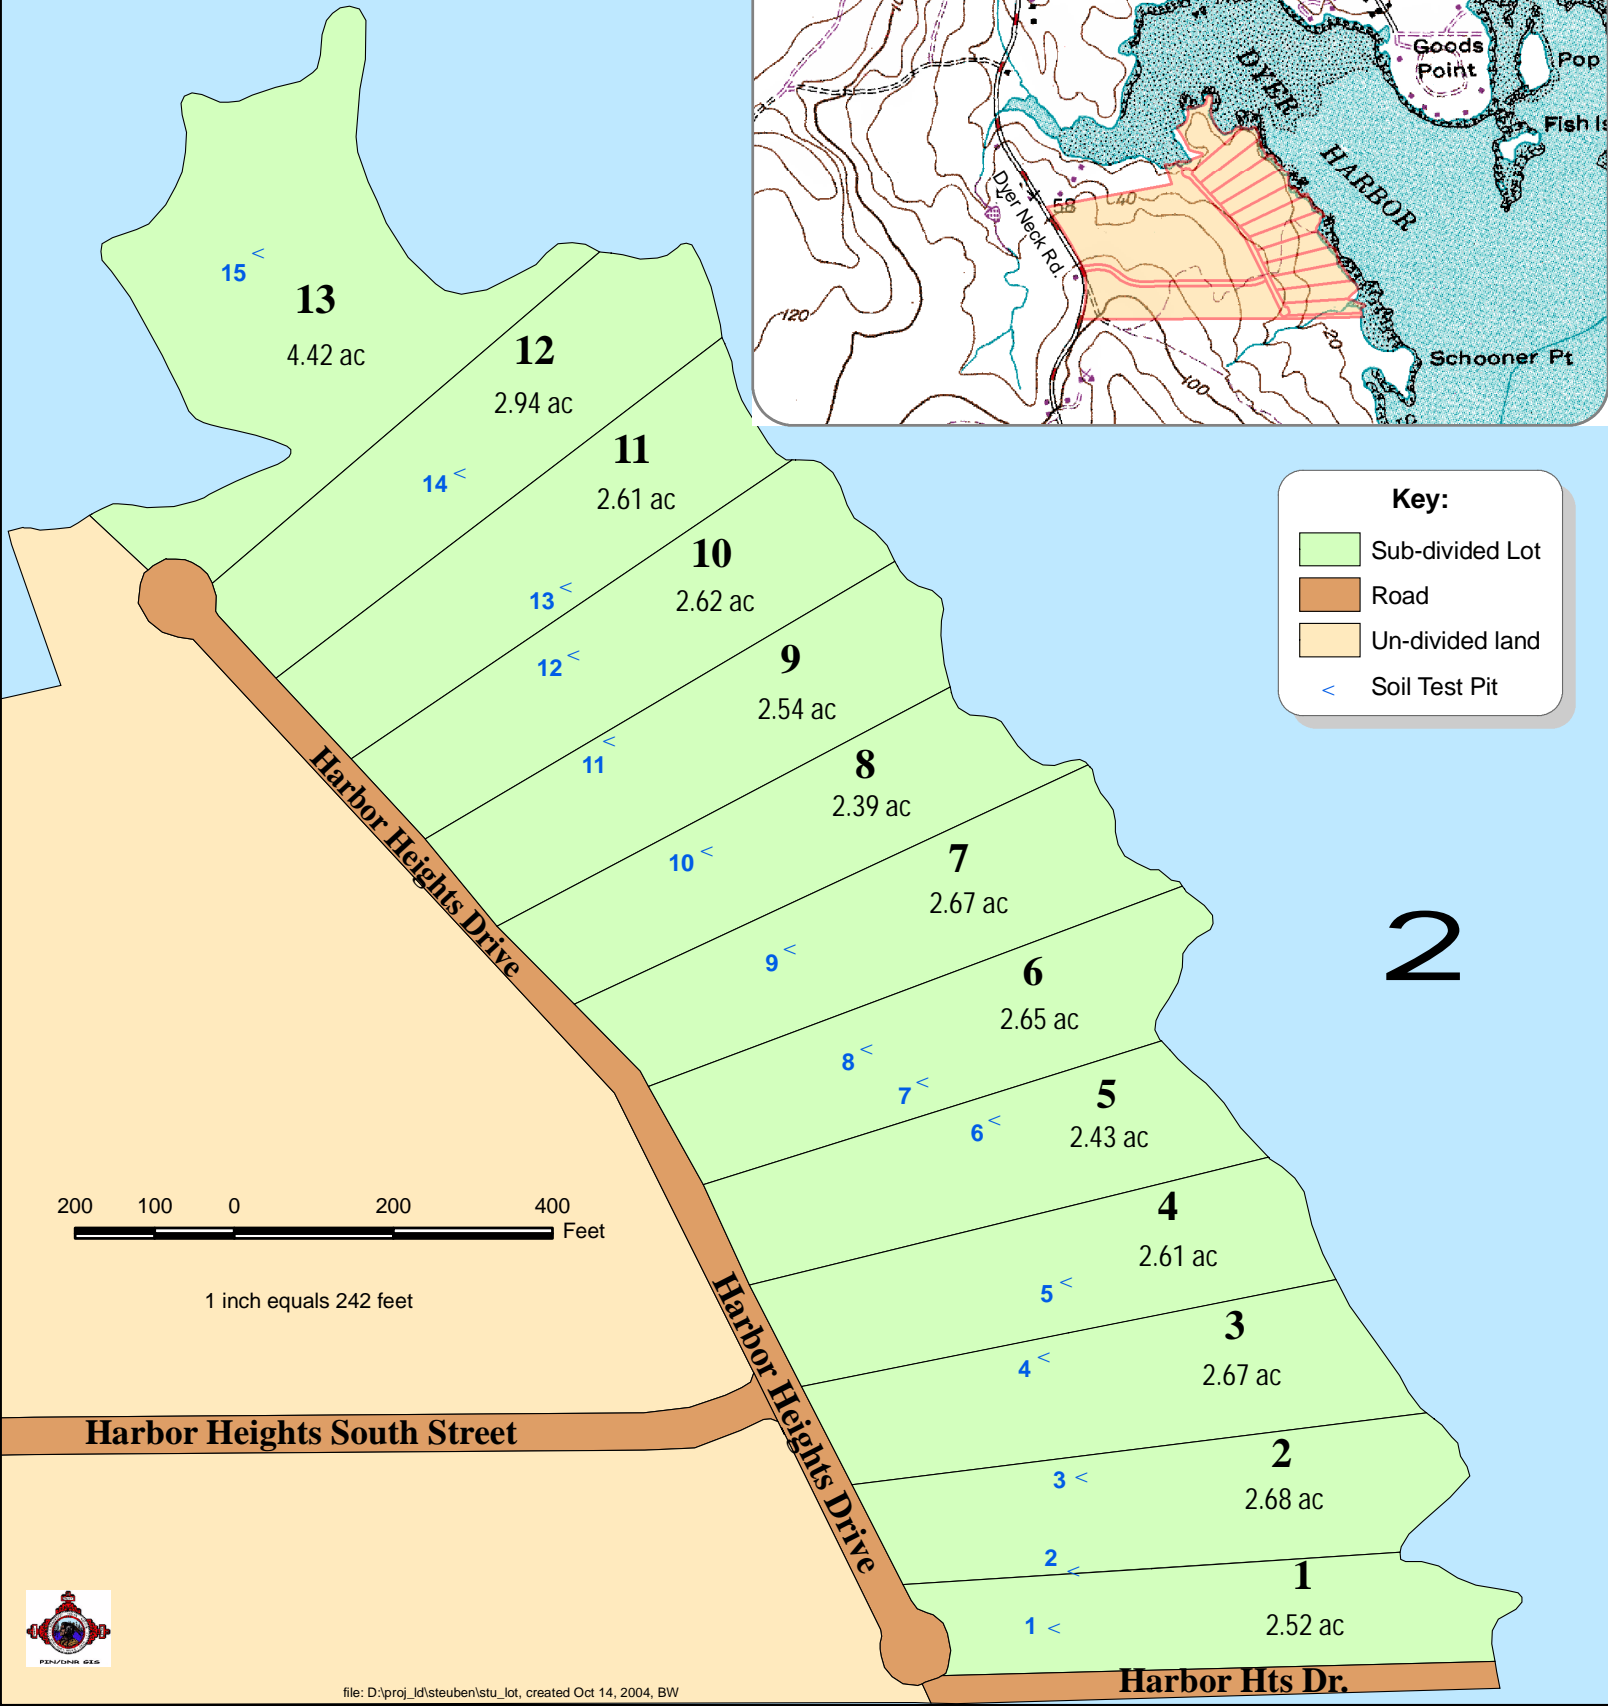 Goods
Point
Pop
DYER
HARBOR
Fish Is
Dyer Neck Rd.
58
40
120
20
100
Schooner Pt
15
13
4.42 ac
12
2.94 ac
14
11
2.61 ac
13
10
2.62 ac
12
9
2.54 ac
11
8
2.39 ac
10
7
2.67 ac
9
6
2.65 ac
8
7
5
2.43 ac
6
4
2.61 ac
5
3
2.67 ac
4
2
2.68 ac
3
2
1
2.52 ac
1
Key:
Sub-divided Lot
Road
Un-divided land
< Soil Test Pit
2
Harbor Heights Drive
200 100 0 200 400
Feet
1 inch equals 242 feet
Harbor Heights Drive
Harbor Heights South Street
Harbor Hts Dr.
PIN/DNR GIS
file: D:\proj_ld\steuben\stu_lot, created Oct 14, 2004, BW